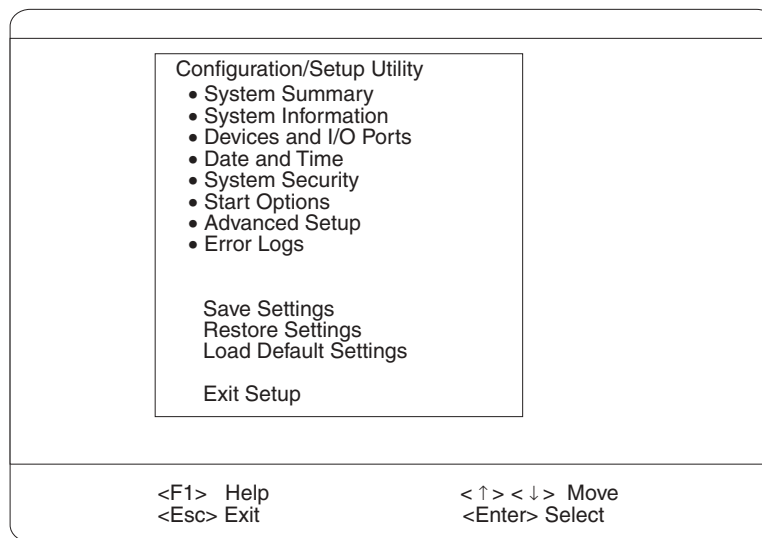 Configuration/Setup Utility
• System Summary
• System Information
• Devices and I/O Ports
• Date and Time
• System Security
• Start Options
• Advanced Setup
• Error Logs
Save Settings
Restore Settings
Load Default Settings
Exit Setup
<F1> Help < ↑ > < ↓ > Move
<Esc> Exit <Enter> Select